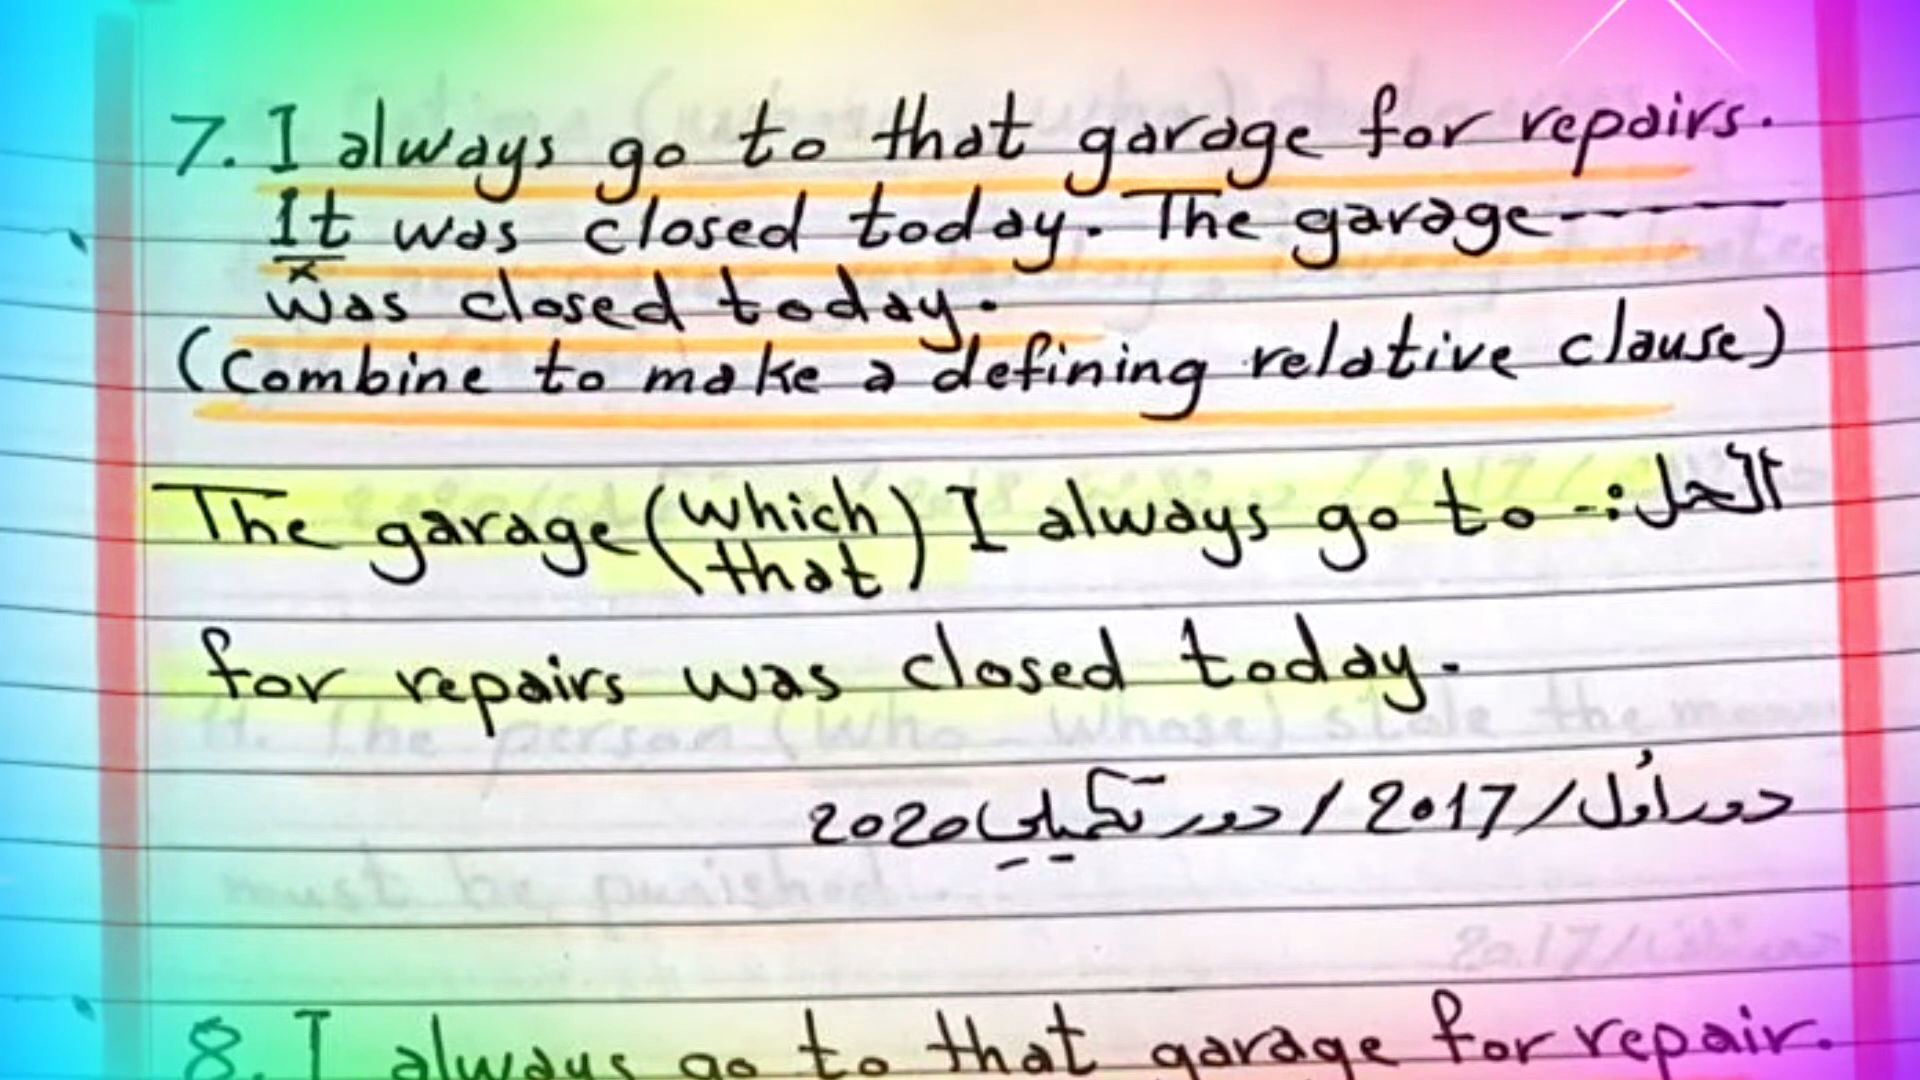 7. I always go to that garage for repairs.
It was closed today. The garage -------
x
was closed today.
(Combine to make a defining relative clause)
الحل:- The garage (which that) I always go to
for repairs was closed today.
دور اول / 2017 / دور تكميلي 2020
8. I always go to that garage for repair.